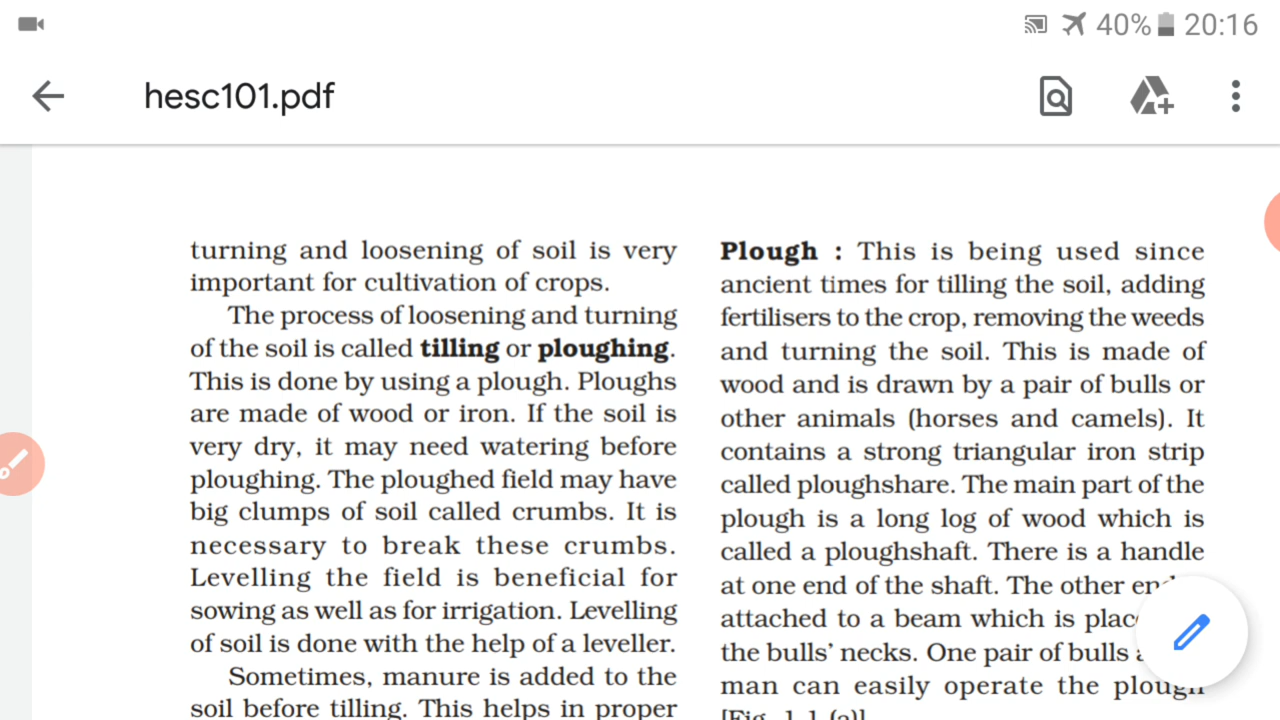 40% 20:16
hesc101.pdf
turning and loosening of soil is very
important for cultivation of crops.
The process of loosening and turning
of the soil is called tilling or ploughing.
This is done by using a plough. Ploughs
are made of wood or iron. If the soil is
very dry, it may need watering before
ploughing. The ploughed field may have
big clumps of soil called crumbs. It is
necessary to break these crumbs.
Levelling the field is beneficial for
sowing as well as for irrigation. Levelling
of soil is done with the help of a leveller.
Sometimes, manure is added to the
soil before tilling. This helps in proper
Plough : This is being used since
ancient times for tilling the soil, adding
fertilisers to the crop, removing the weeds
and turning the soil. This is made of
wood and is drawn by a pair of bulls or
other animals (horses and camels). It
contains a strong triangular iron strip
called ploughshare. The main part of the
plough is a long log of wood which is
called a ploughshaft. There is a handle
at one end of the shaft. The other
attached to a beam which is
the bulls' necks. One pair of bulls
man can easily operate the plough
[Fig. 1.1 (a)]